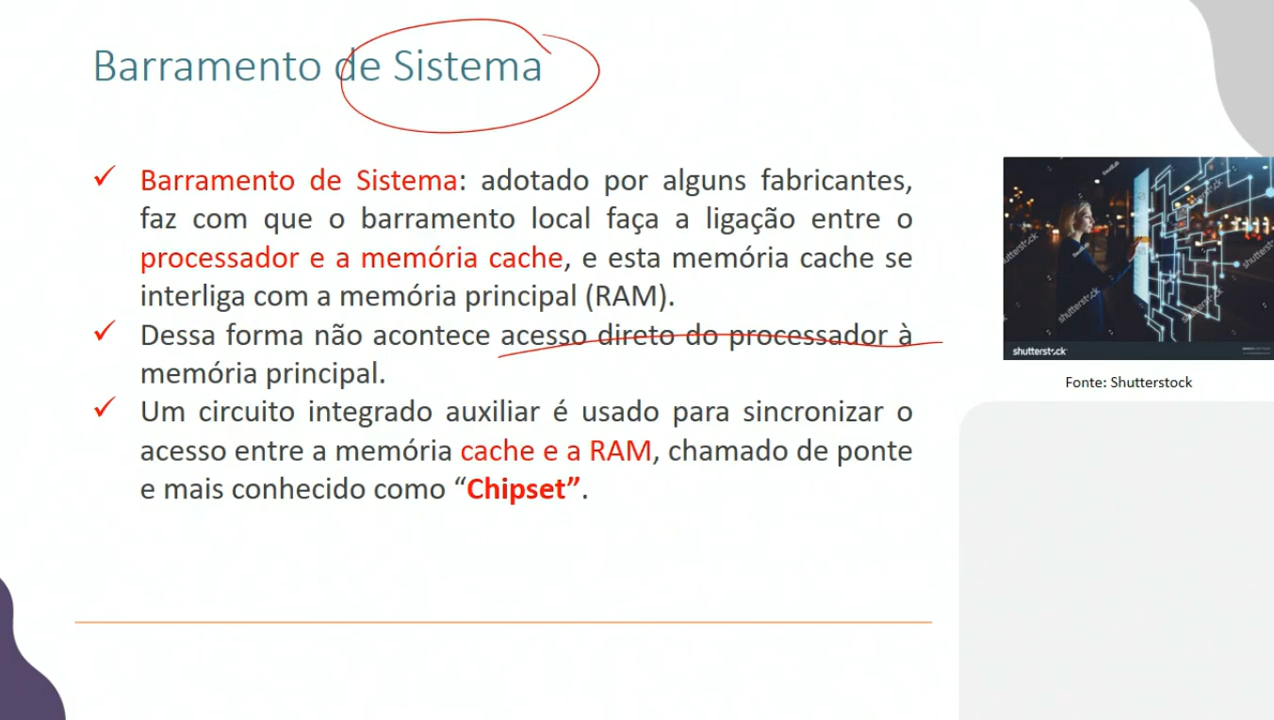 Barramento de Sistema
Barramento de Sistema: adotado por alguns fabricantes,
faz com que o barramento local faça a ligação entre o
processador e a memória cache, e esta memória cache se
interliga com a memória principal (RAM).
Dessa forma não acontece acesso direto do processador à
memória principal.
Um circuito integrado auxiliar é usado para sincronizar o
acesso entre a memória cache e a RAM, chamado de ponte
e mais conhecido como “Chipset”.
shutterstock
Fonte: Shutterstock